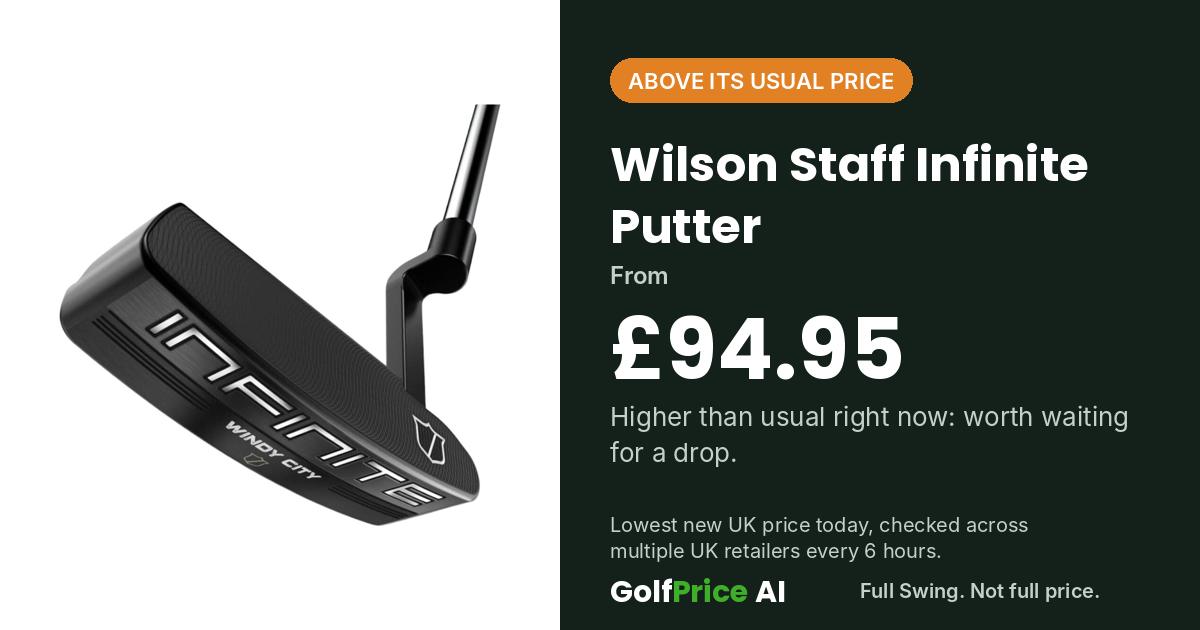 INFINITE
WINDY CITY
ABOVE ITS USUAL PRICE
Wilson Staff Infinite
Putter
From
£94.95
Higher than usual right now: worth waiting
for a drop.
Lowest new UK price today, checked across
multiple UK retailers every 6 hours.
GolfPrice AI
Full Swing. Not full price.